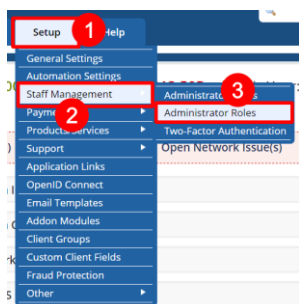 Setup 1 Help
General Settings
Automation Settings
Staff Management
3
Administrator Roles
2
Products/Services
Two-Factor Authentication
Support
Open Network Issue(s)
Application Links
OpenID Connect
Email Templates
Addon Modules
Client Groups
Custom Client Fields
Fraud Protection
Other